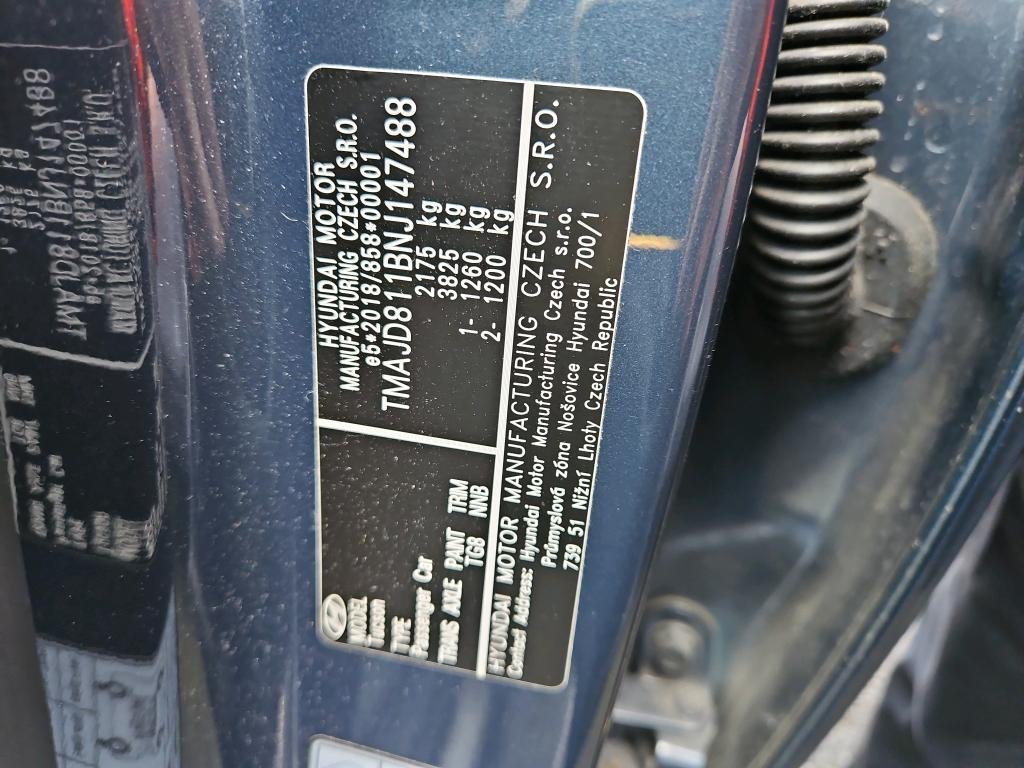 HYUNDAI MOTOR
MANUFACTURING CZECH S.R.O.
e5*2018/858*00001
TMAJD811BNJ147488
2175 kg
3825 kg
1- 1260 kg
2- 1200 kg
MODEL
Tucson
TYPE
Passenger Car
TRANS AXLE PAINT TRIM
TGB NNB
HYUNDAI MOTOR MANUFACTURING CZECH S.R.O.
Contact Address: Hyundai Motor Manufacturing Czech s.r.o.
Průmyslová zóna Nošovice Hyundai 700/1
739 51 Nižní Lhoty Czech Republic